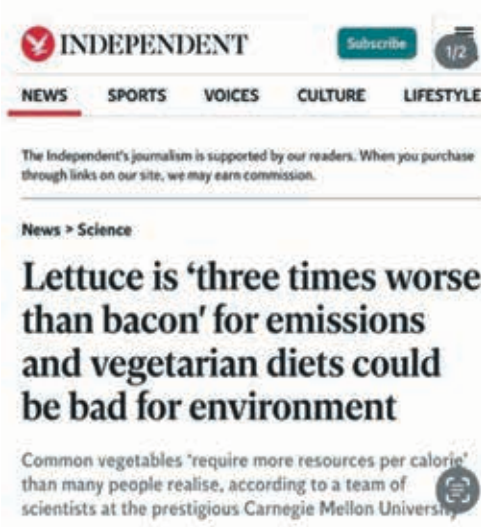 INDEPENDENT
Subscribe
1/2
NEWS SPORTS VOICES CULTURE LIFESTYLE
The Independent's journalism is supported by our readers. When you purchase
through links on our site, we may earn commission.
News > Science
Lettuce is ‘three times worse
than bacon’ for emissions
and vegetarian diets could
be bad for environment
Common vegetables ‘require more resources per calorie’
than many people realise, according to a team of
scientists at the prestigious Carnegie Mellon University